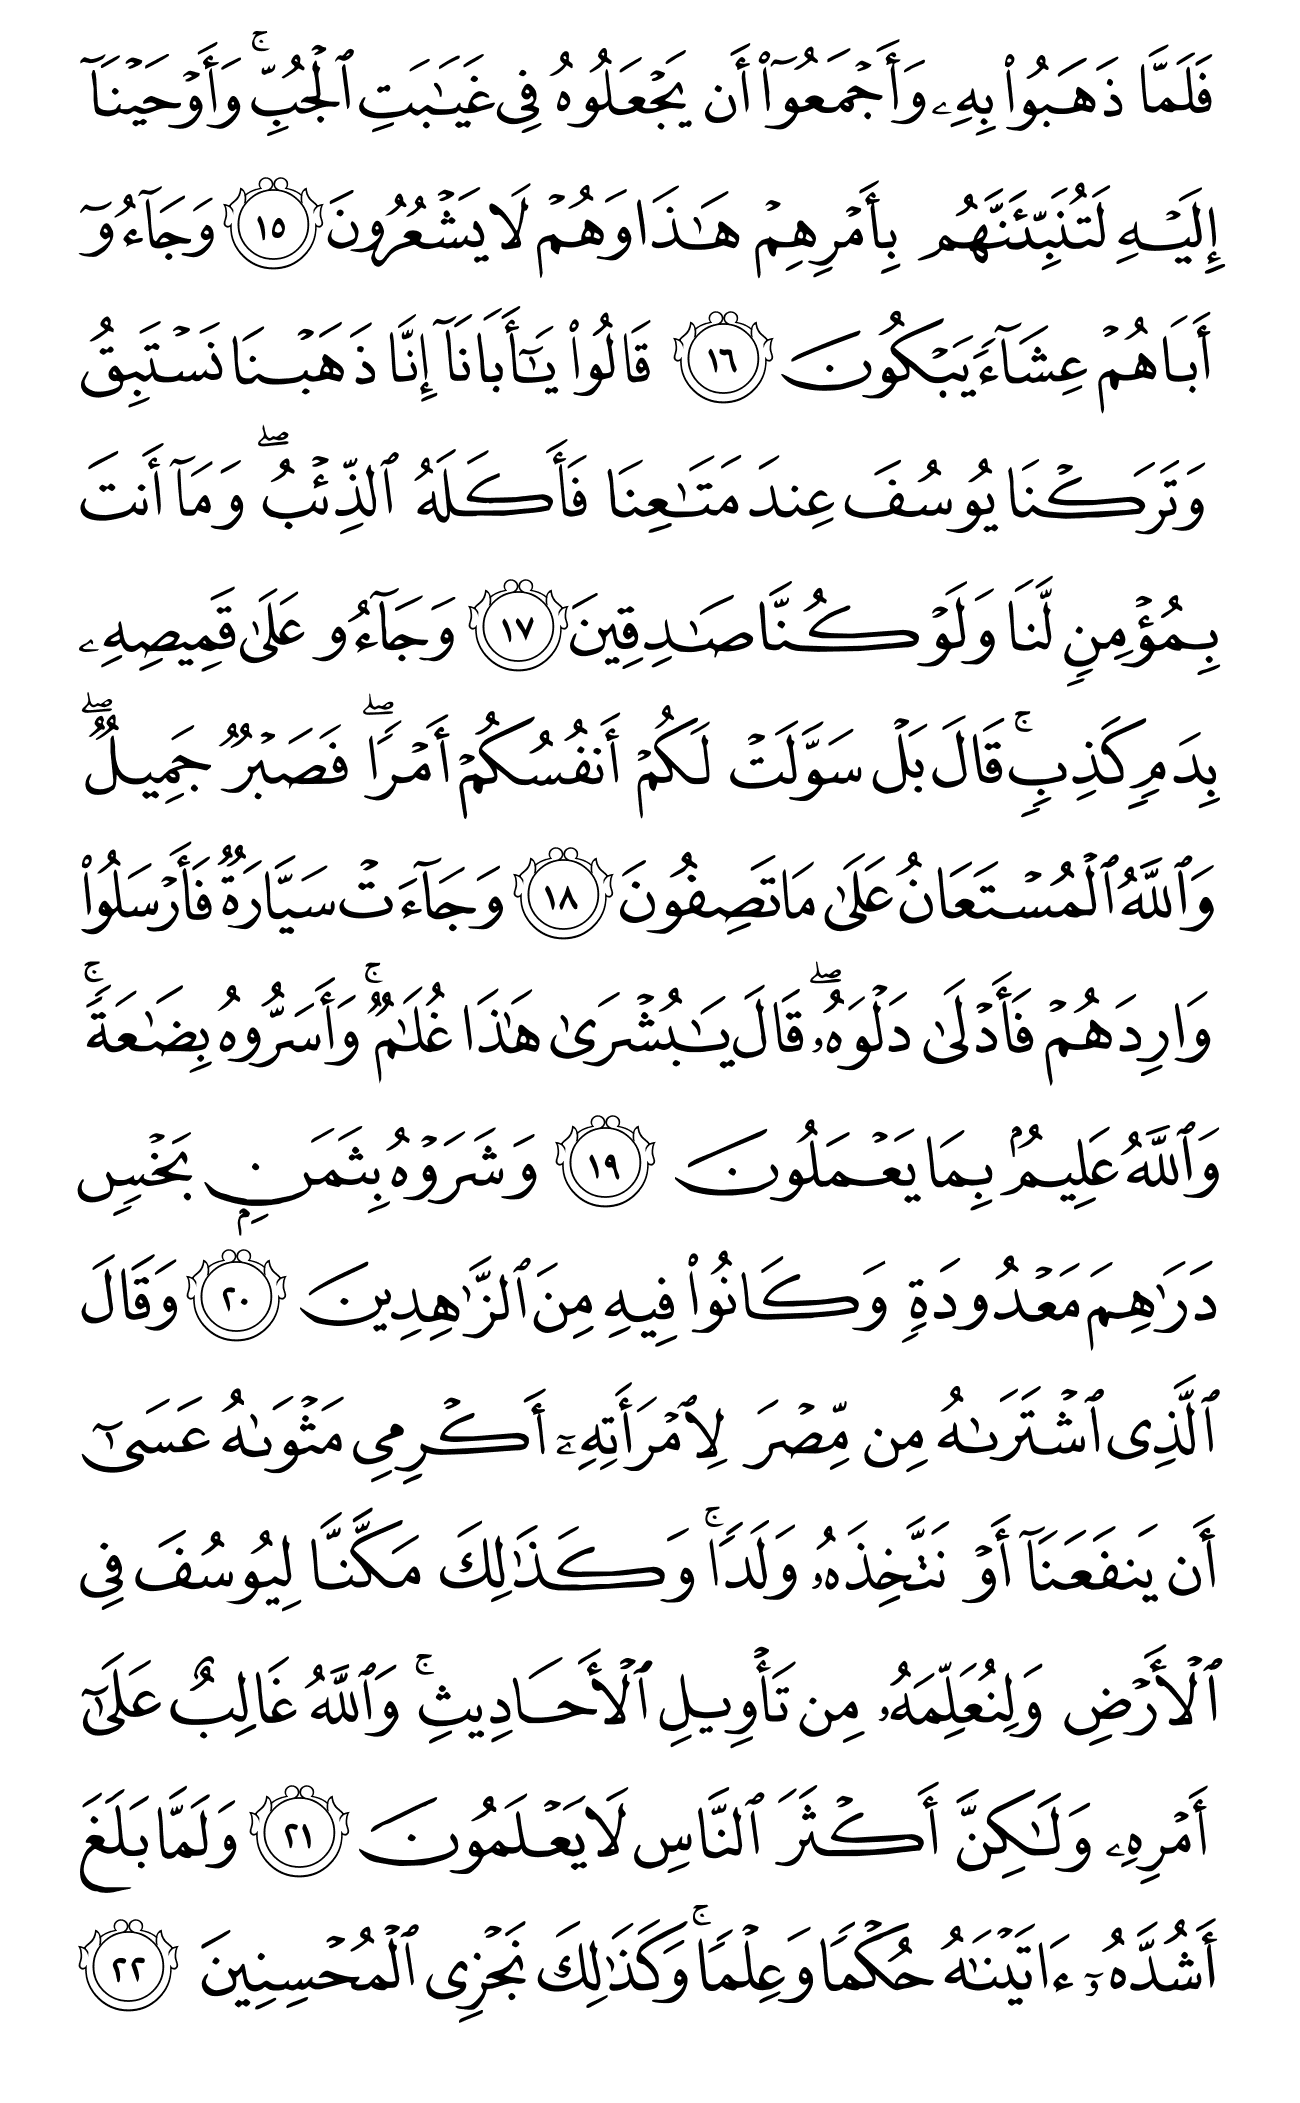 فَلَمَّا ذَهَبُوا۟ بِهِۦ وَأَجْمَعُوٓا۟ أَن يَجْعَلُوهُ فِى غَيَـٰبَتِ ٱلْجُبِّ ۚ وَأَوْحَيْنَآ
إِلَيْهِ لَتُنَبِّئَنَّهُم بِأَمْرِهِمْ هَـٰذَا وَهُمْ لَا يَشْعُرُونَ ١٥ وَجَآءُوٓ
أَبَاهُمْ عِشَآءً يَبْكُونَ ١٦ قَالُوا۟ يَـٰٓأَبَانَآ إِنَّا ذَهَبْنَا نَسْتَبِقُ
وَتَرَكْنَا يُوسُفَ عِندَ مَتَـٰعِنَا فَأَكَلَهُ ٱلذِّئْبُ ۖ وَمَآ أَنتَ
بِمُؤْمِنٍ لَّنَا وَلَوْ كُنَّا صَـٰدِقِينَ ١٧ وَجَآءُو عَلَىٰ قَمِيصِهِۦ
بِدَمٍ كَذِبٍ ۚ قَالَ بَلْ سَوَّلَتْ لَكُمْ أَنفُسُكُمْ أَمْرًا ۖ فَصَبْرٌ جَمِيلٌ ۖ
وَٱللَّهُ ٱلْمُسْتَعَانُ عَلَىٰ مَا تَصِفُونَ ١٨ وَجَآءَتْ سَيَّارَةٌ فَأَرْسَلُوا۟
وَارِدَهُمْ فَأَدْلَىٰ دَلْوَهُۥ ۖ قَالَ يَـٰبُشْرَىٰ هَـٰذَا غُلَـٰمٌ ۚ وَأَسَرُّوهُ بِضَـٰعَةً ۚ
وَٱللَّهُ عَلِيمٌۢ بِمَا يَعْمَلُونَ ١٩ وَشَرَوْهُ بِثَمَنٍۭ بَخْسٍ
دَرَٰهِمَ مَعْدُودَةٍ وَكَانُوا۟ فِيهِ مِنَ ٱلزَّٰهِدِينَ ٢٠ وَقَالَ
ٱلَّذِى ٱشْتَرَىٰهُ مِن مِّصْرَ لِٱمْرَأَتِهِۦٓ أَكْرِمِى مَثْوَىٰهُ عَسَىٰٓ
أَن يَنفَعَنَآ أَوْ نَتَّخِذَهُۥ وَلَدًا ۚ وَكَذَٰلِكَ مَكَّنَّا لِيُوسُفَ فِى
ٱلْأَرْضِ وَلِنُعَلِّمَهُۥ مِن تَأْوِيلِ ٱلْأَحَادِيثِ ۚ وَٱللَّهُ غَالِبٌ عَلَىٰٓ
أَمْرِهِۦ وَلَـٰكِنَّ أَكْثَرَ ٱلنَّاسِ لَا يَعْلَمُونَ ٢١ وَلَمَّا بَلَغَ
أَشُدَّهُۥٓ ءَاتَيْنَـٰهُ حُكْمًا وَعِلْمًا ۚ وَكَذَٰلِكَ نَجْزِى ٱلْمُحْسِنِينَ ٢٢